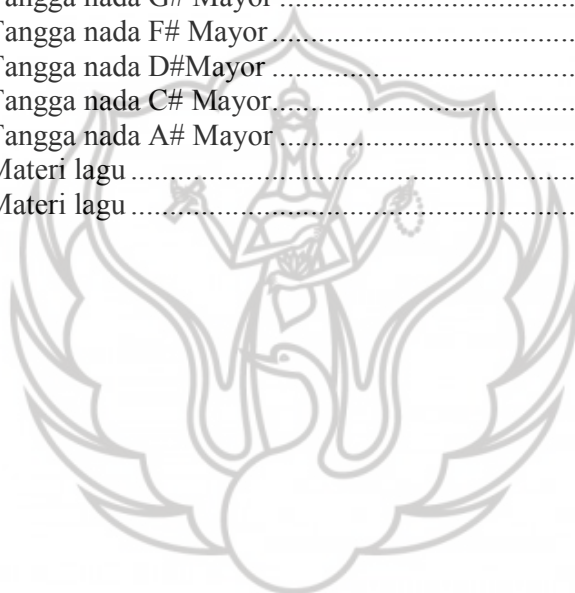 Tangga nada G# Mayor ....................................................
Tangga nada F# Mayor ....................................................
Tangga nada D#Mayor ....................................................
Tangga nada C# Mayor....................................................
Tangga nada A# Mayor ....................................................
Materi lagu ....................................................................
Materi lagu ....................................................................